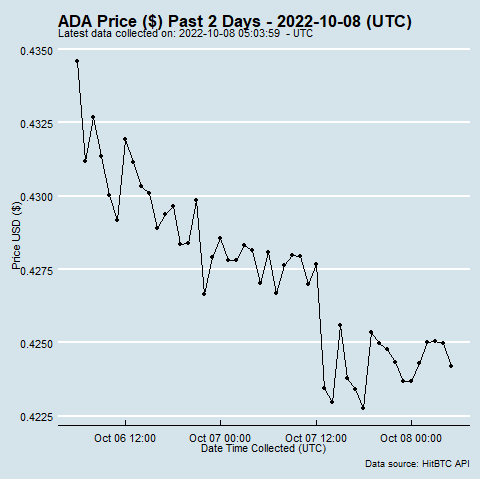 ADA Price ($) Past 2 Days - 2022-10-08 (UTC)
Latest data collected on: 2022-10-08 05:03:59 - UTC
0.4350
0.4325
0.4300
0.4275
0.4250
0.4225
Price USD ($)
Oct 06 12:00
Oct 07 00:00
Oct 07 12:00
Oct 08 00:00
Date Time Collected (UTC)
Data source: HitBTC API